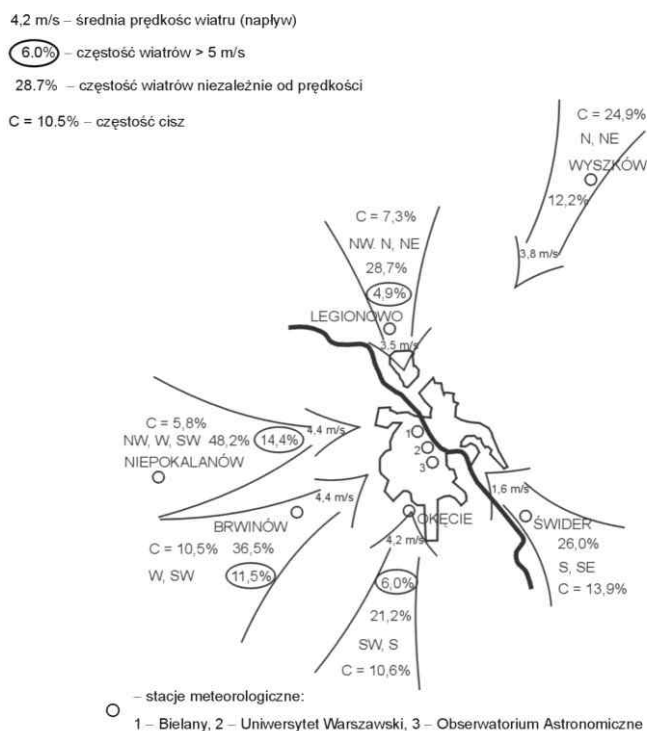 4,2 m/s – średnia prędkośc wiatru (napływ)
6.0% – częstość wiatrów > 5 m/s
28.7% – częstość wiatrów niezależnie od prędkości
C = 10.5% – częstość cisz
C = 24,9%
N, NE
WYSZKÓW
12,2%
3,8 m/s
C = 7,3%
NW. N, NE
28,7%
4,9%
LEGIONOWO
3,5 m/s
C = 5,8%
NW, W, SW 48,2% 14,4%
NIEPOKALANÓW
4,4 m/s
1
2
3
4,4 m/s
BRWINÓW
C = 10,5% 36,5%
W, SW 11,5%
OKĘCIE
4,2 m/s
6,0%
21,2%
SW, S
C = 10,6%
1,6 m/s
ŚWIDER
26,0%
S, SE
C = 13,9%
– stacje meteorologiczne:
1 – Bielany, 2 – Uniwersytet Warszawski, 3 – Obserwatorium Astronomiczne